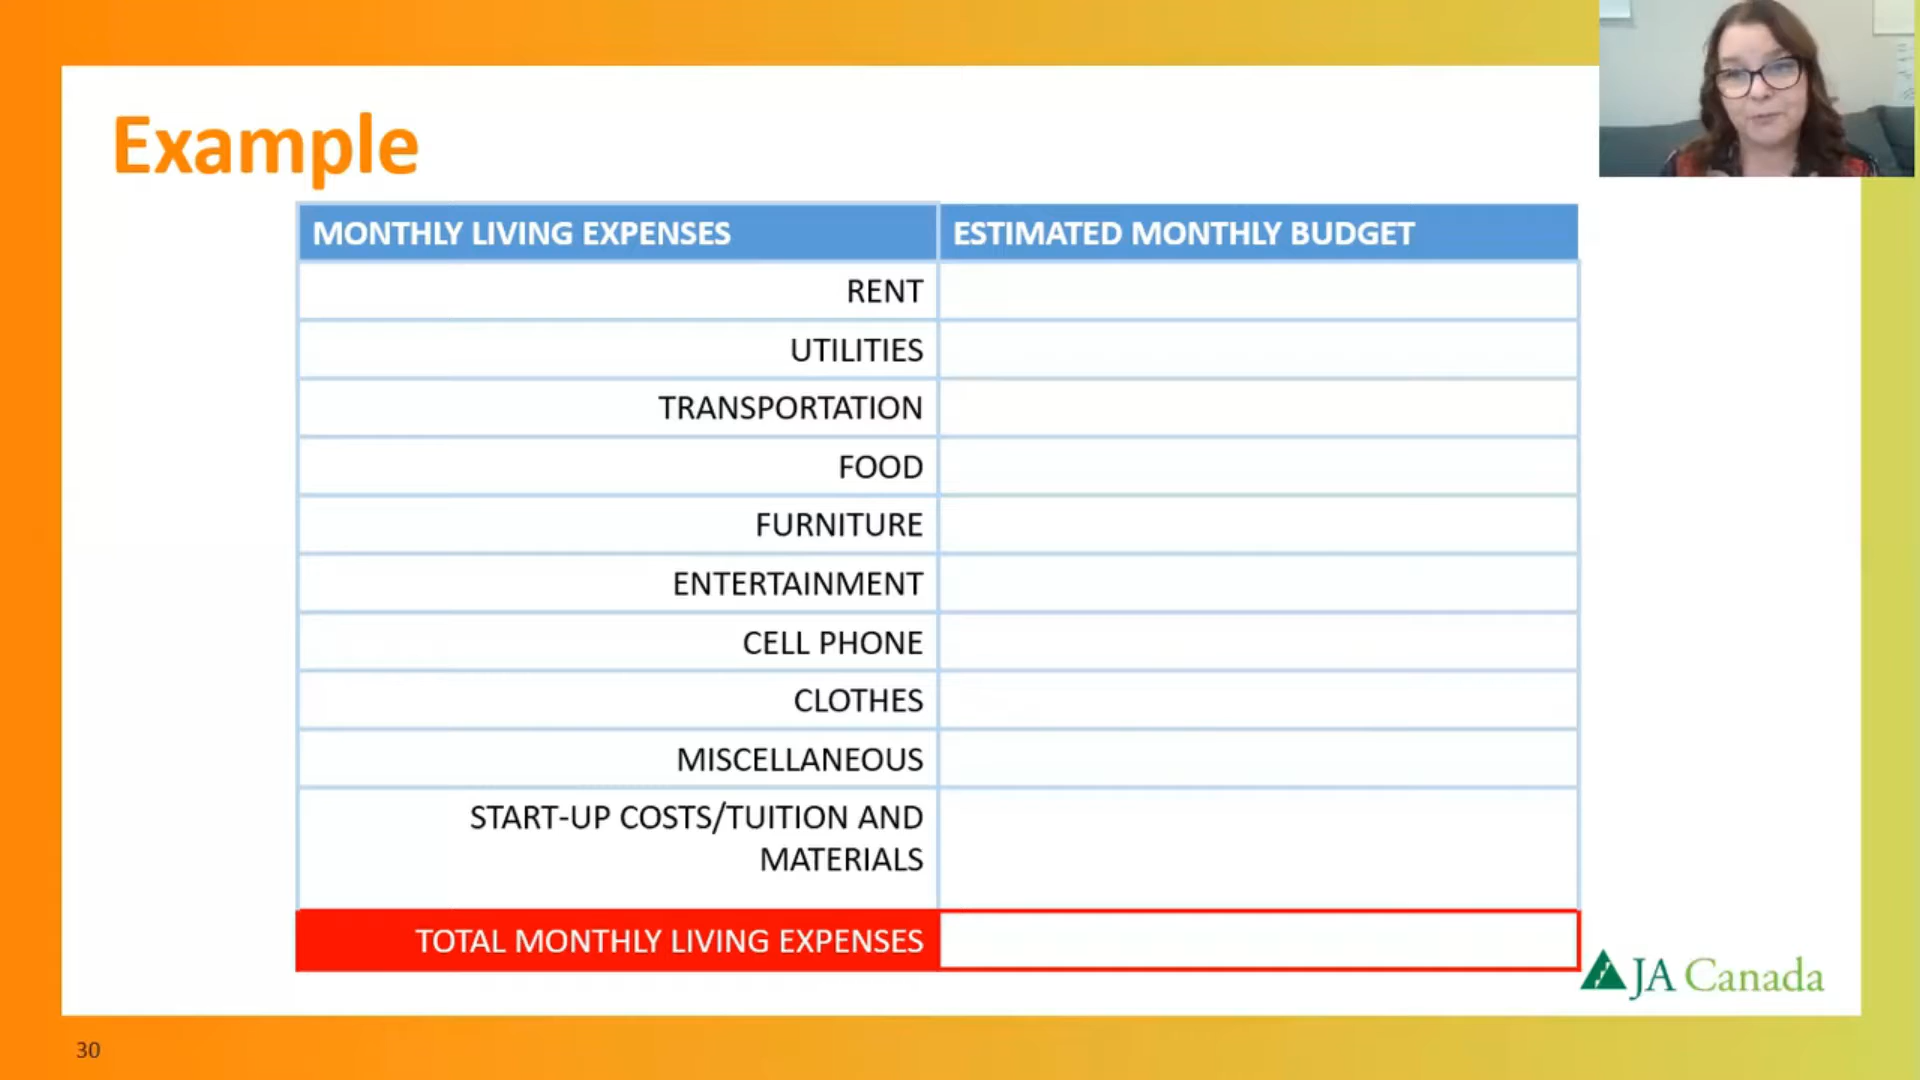 Example
MONTHLY LIVING EXPENSES
ESTIMATED MONTHLY BUDGET
RENT
UTILITIES
TRANSPORTATION
FOOD
FURNITURE
ENTERTAINMENT
CELL PHONE
CLOTHES
MISCELLANEOUS
START-UP COSTS/TUITION AND
MATERIALS
TOTAL MONTHLY LIVING EXPENSES
JA Canada
30